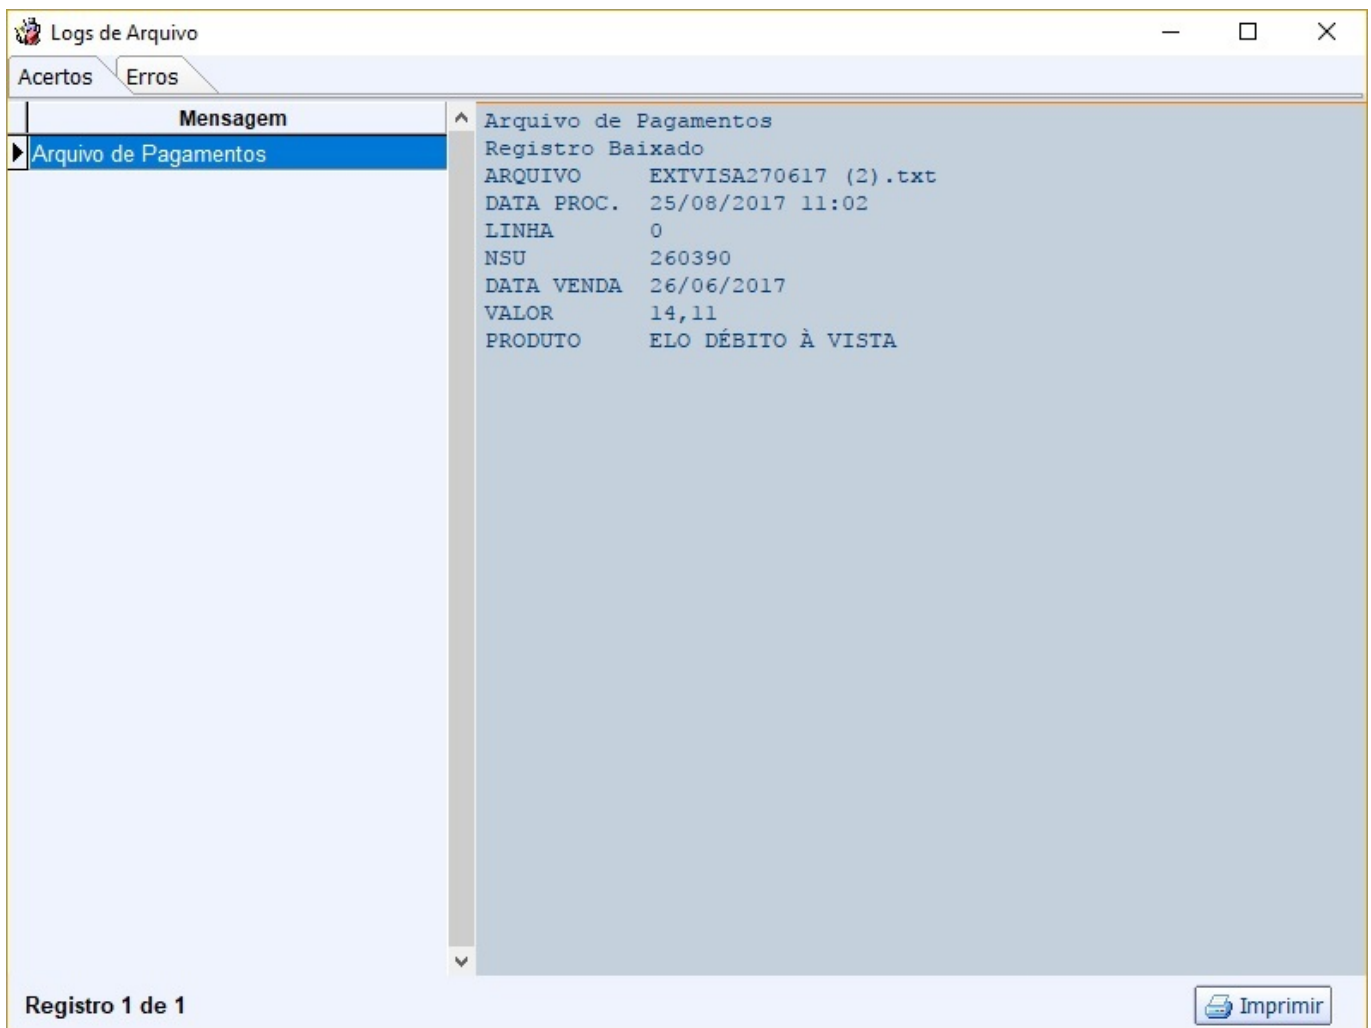 Logs de Arquivo
Acertos
Erros
Mensagem
Arquivo de Pagamentos
Arquivo de Pagamentos
Registro Baixado
ARQUIVO EXTVISA270617 (2).txt
DATA PROC. 25/08/2017 11:02
LINHA 0
NSU 260390
DATA VENDA 26/06/2017
VALOR 14,11
PRODUTO ELO DÉBITO À VISTA
Registro 1 de 1
Imprimir